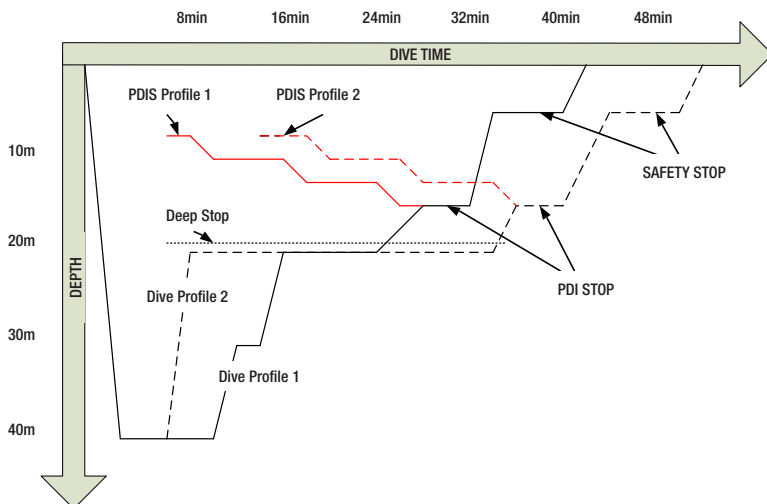 8min 16min 24min 32min 40min 48min
DIVE TIME
PDIS Profile 1 PDIS Profile 2
10m
SAFETY STOP
Deep Stop
20m
DEPTH
PDI STOP
Dive Profile 2
30m
Dive Profile 1
40m